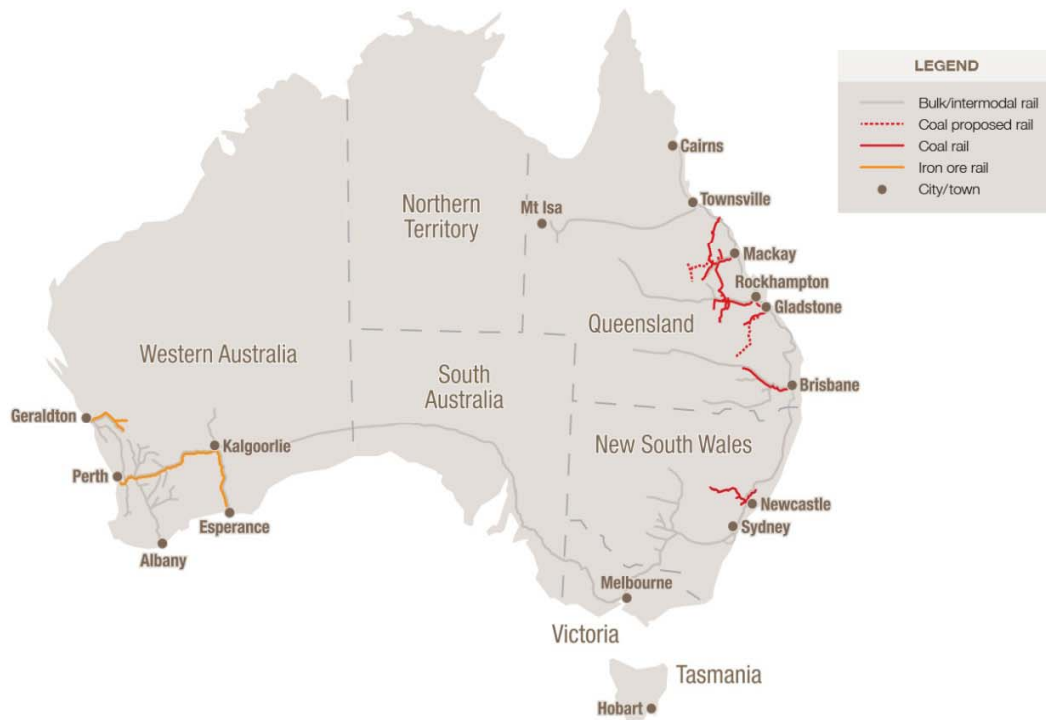 LEGEND
Bulk/intermodal rail
Coal proposed rail
Coal rail
Iron ore rail
City/town
Cairns
Townsville
Mt Isa
Northern
Territory
Mackay
Rockhampton
Gladstone
Queensland
Western Australia
South
Australia
Brisbane
Geraldton
Kalgoorlie
New South Wales
Perth
Newcastle
Esperance
Sydney
Albany
Melbourne
Victoria
Tasmania
Hobart